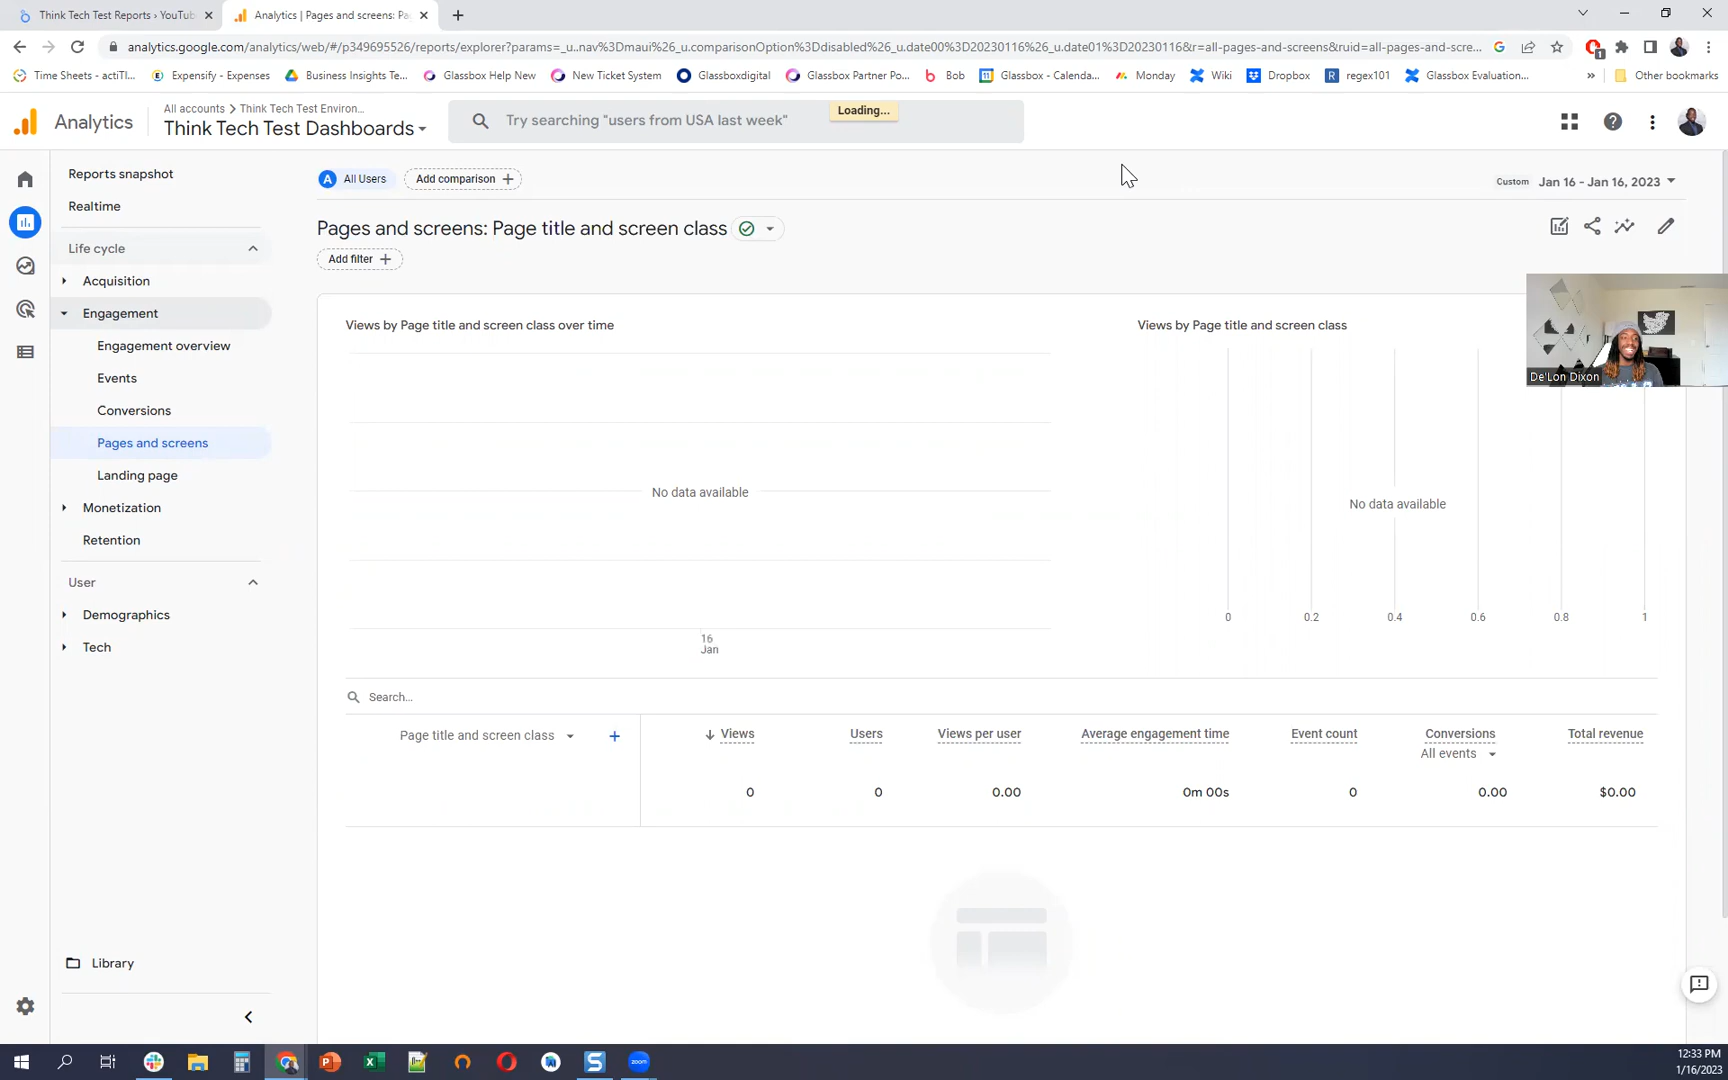 Think Tech Test Reports › YouTub
Analytics | Pages and screens: Pa
analytics.google.com/analytics/web/#/p349695526/reports/explorer?params=_u..nav%3Dmaui%26_u.comparisonOption%3Ddisabled%26_u.date00%3D20230116%26_u.date01%3D20230116&r=all-pages-and-screens&ruid=all-pages-and-scre...
Time Sheets - actiTI...
Expensify - Expenses
Business Insights Te...
Glassbox Help New
New Ticket System
Glassboxdigital
Glassbox Partner Po...
Bob
Glassbox - Calenda...
Monday
Wiki
Dropbox
regex101
Glassbox Evaluation...
»
Other bookmarks
Analytics
All accounts > Think Tech Test Environ...
Think Tech Test Dashboards
Try searching "users from USA last week"
Loading...
Reports snapshot
Realtime
Life cycle
Acquisition
Engagement
Engagement overview
Events
Conversions
Pages and screens
Landing page
Monetization
Retention
User
Demographics
Tech
Library
A All Users
Add comparison +
Custom Jan 16 - Jan 16, 2023
Pages and screens: Page title and screen class
Add filter +
De'Lon Dixon
Views by Page title and screen class over time
No data available
16
Jan
Views by Page title and screen class
No data available
0 0.2 0.4 0.6 0.8 1
Search...
Page title and screen class +
Views Users Views per user Average engagement time Event count Conversions Total revenue
All events
0 0 0.00 0m 00s 0 0.00 $0.00
12:33 PM
1/16/2023